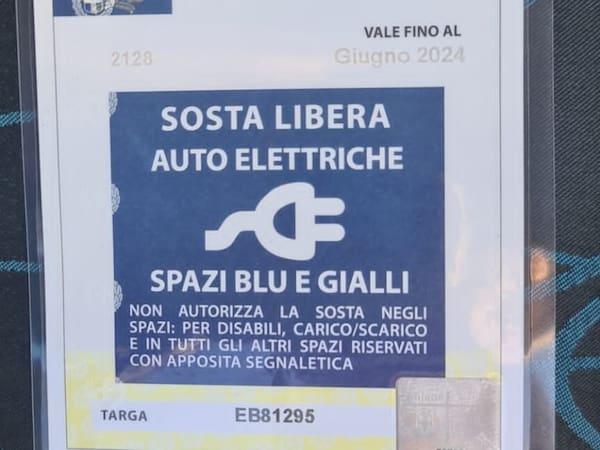 VALE FINO AL
2128 Giugno 2024
SOSTA LIBERA
AUTO ELETTRICHE
SPAZI BLU E GIALLI
NON AUTORIZZA LA SOSTA NEGLI
SPAZI: PER DISABILI, CARICO/SCARICO
E IN TUTTI GLI ALTRI SPAZI RISERVATI
CON APPOSITA SEGNALETICA
TARGA EB81295